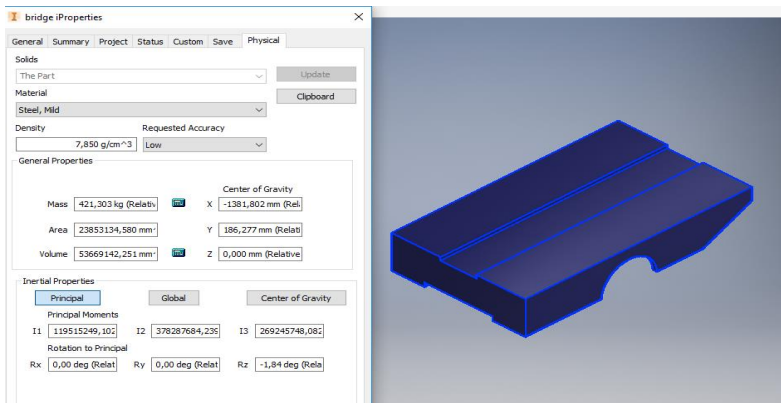 bridge iProperties
General Summary Project Status Custom Save Physical
Solids
The Part Update
Material Clipboard
Steel, Mild
Density Requested Accuracy
7,850 g/cm^3 Low
General Properties
Center of Gravity
Mass 421,303 kg (Relativ X -1381,802 mm (Rel
Area 23853134,580 mm Y 186,277 mm (Relati
Volume 53669142,251 mm Z 0,000 mm (Relative
Inertial Properties
Principal Global Center of Gravity
Principal Moments
I1 119515249,102 I2 378287684,239 I3 269245748,082
Rotation to Principal
Rx 0,00 deg (Relat Ry 0,00 deg (Relat Rz -1,84 deg (Rela